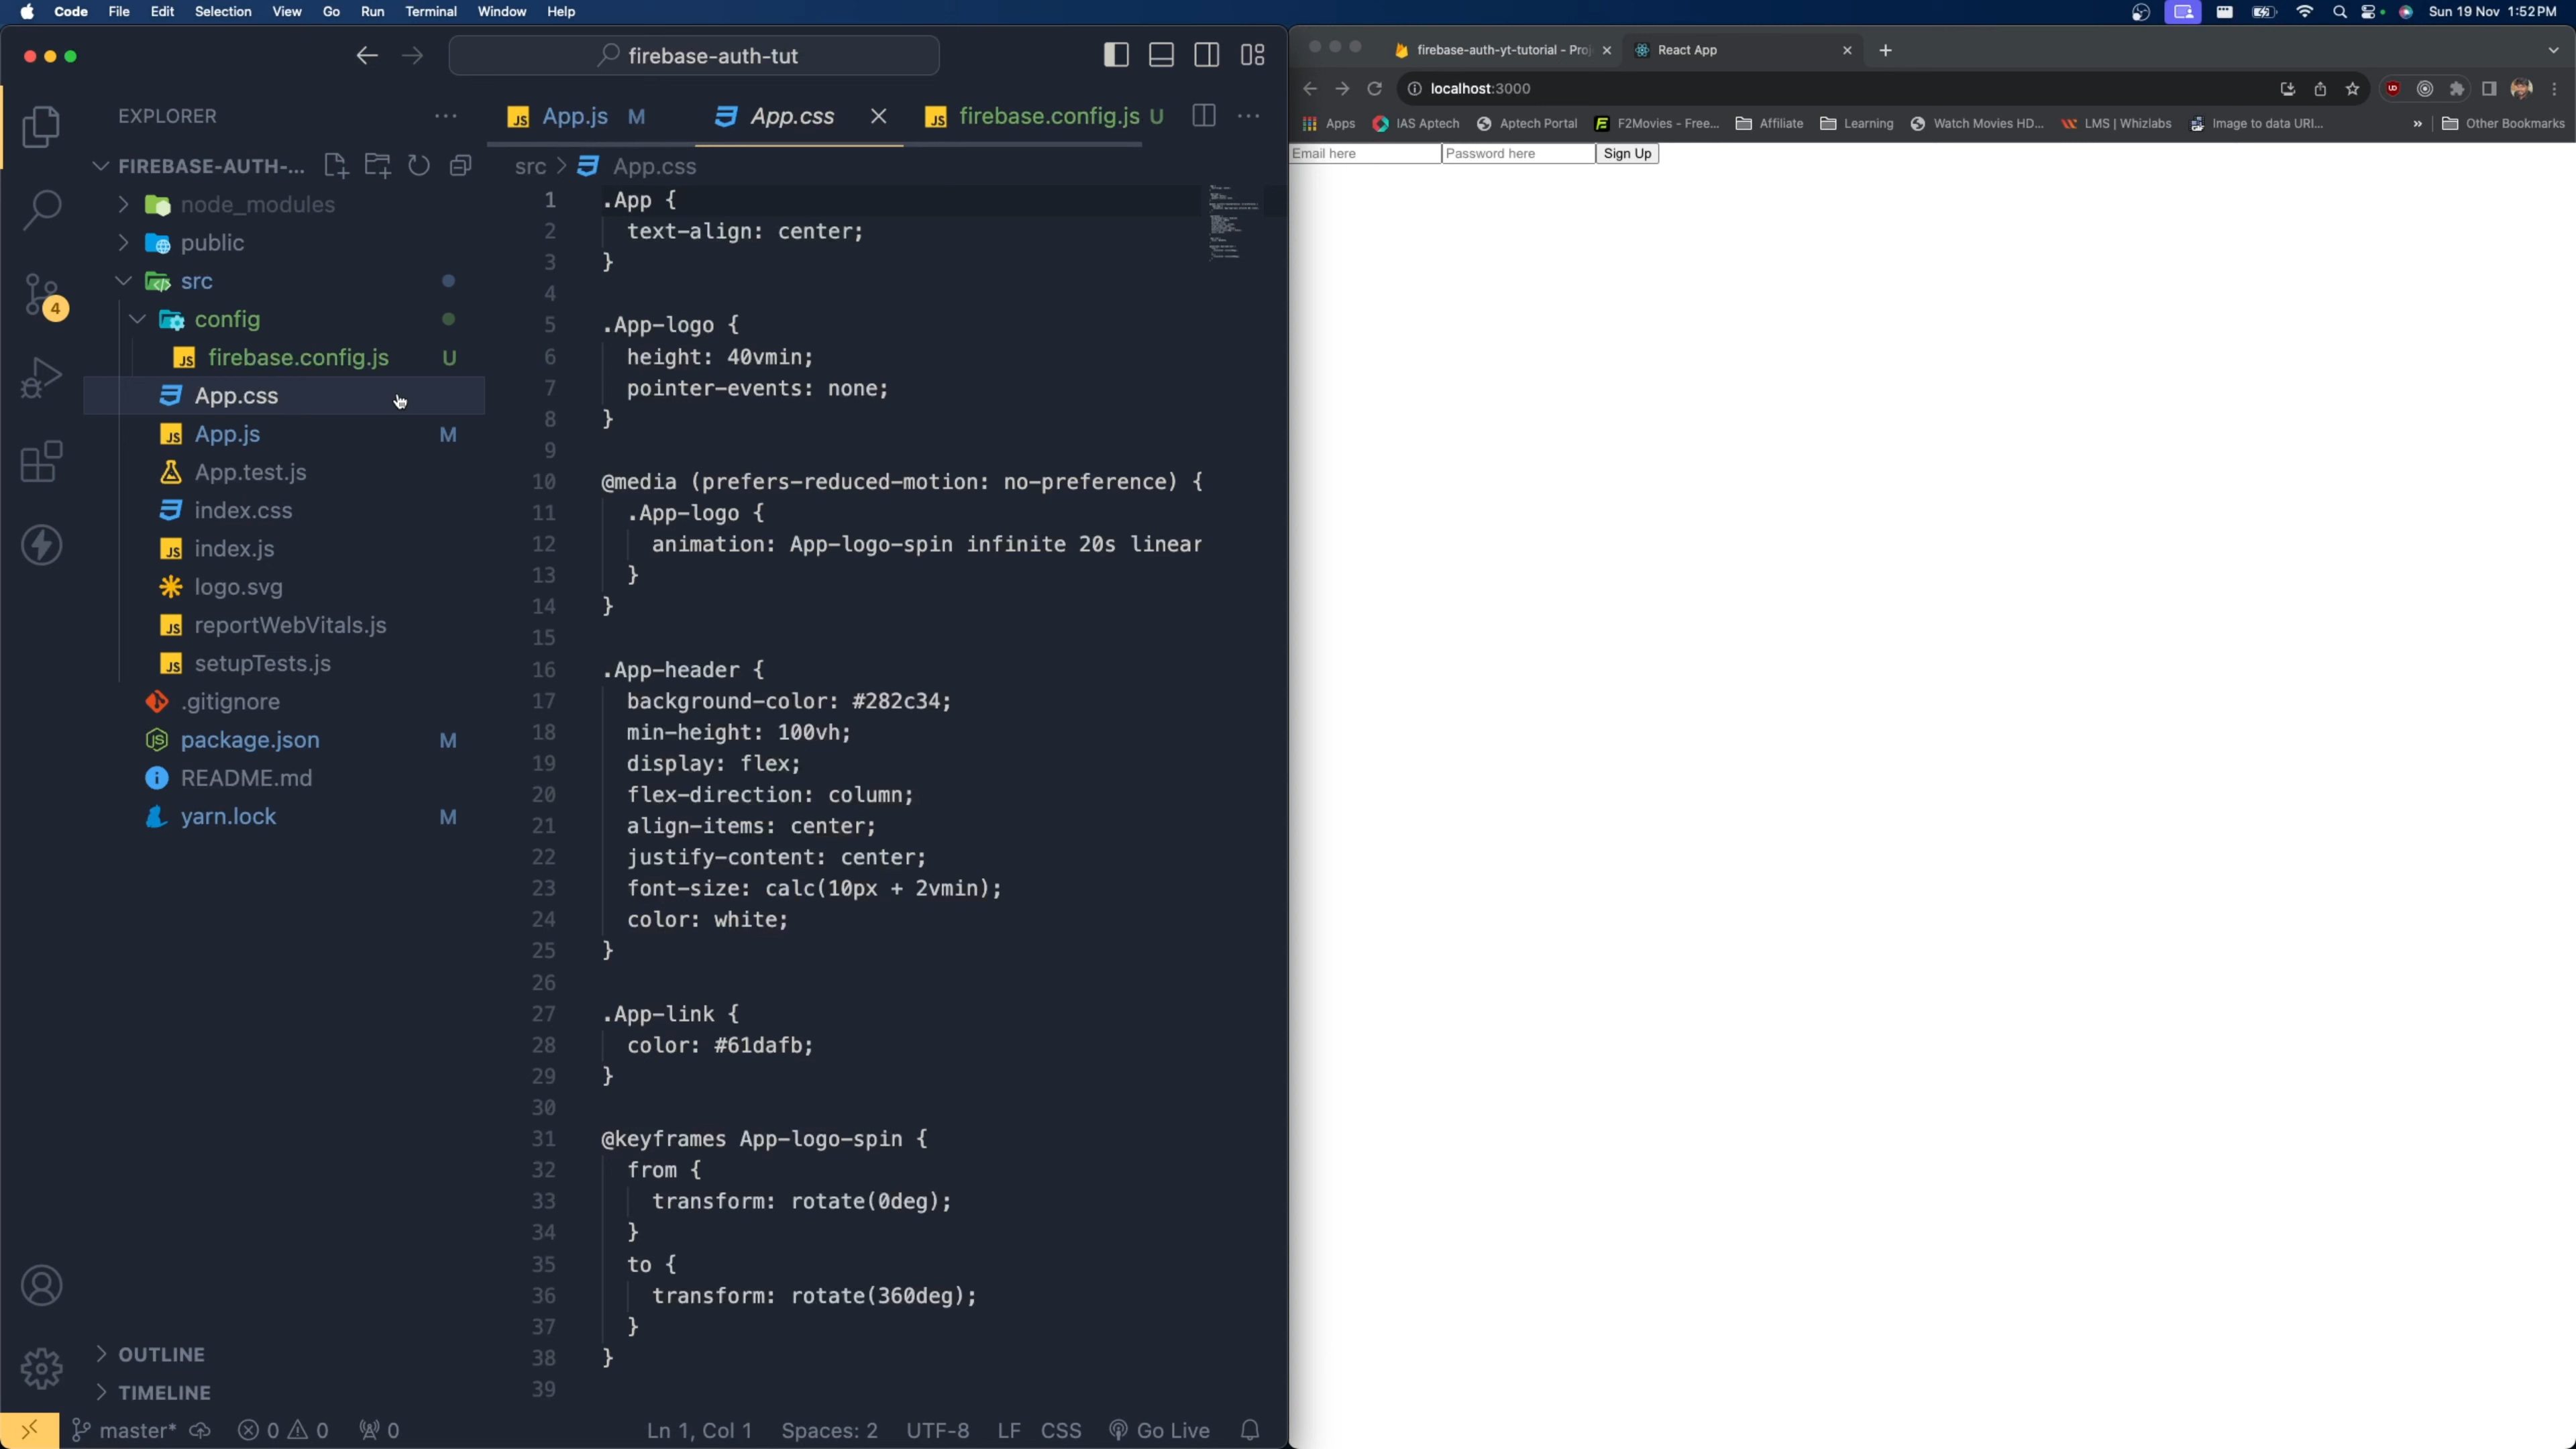 Code File Edit Selection View Go Run Terminal Window Help
Sun 19 Nov 1:52 PM
firebase-auth-tut
EXPLORER
FIREBASE-AUTH-...
node_modules
public
src
config
firebase.config.js U
App.css
App.js M
App.test.js
index.css
index.js
logo.svg
reportWebVitals.js
setupTests.js
.gitignore
package.json M
README.md
yarn.lock M
OUTLINE
TIMELINE
4
App.js M App.css firebase.config.js U
src > App.css
1 .App {
2 text-align: center;
3 }
4
5 .App-logo {
6 height: 40vmin;
7 pointer-events: none;
8 }
9
10 @media (prefers-reduced-motion: no-preference) {
11 .App-logo {
12 animation: App-logo-spin infinite 20s linear
13 }
14 }
15
16 .App-header {
17 background-color: #282c34;
18 min-height: 100vh;
19 display: flex;
20 flex-direction: column;
21 align-items: center;
22 justify-content: center;
23 font-size: calc(10px + 2vmin);
24 color: white;
25 }
26
27 .App-link {
28 color: #61dafb;
29 }
30
31 @keyframes App-logo-spin {
32 from {
33 transform: rotate(0deg);
34 }
35 to {
36 transform: rotate(360deg);
37 }
38 }
39
master* 0 0 0 Ln 1, Col 1 Spaces: 2 UTF-8 LF CSS Go Live
firebase-auth-yt-tutorial - Proj React App
localhost:3000
Apps IAS Aptech Aptech Portal F2Movies - Free... Affiliate Learning Watch Movies HD... LMS | Whizlabs Image to data URI... » Other Bookmarks
Email here Password here Sign Up